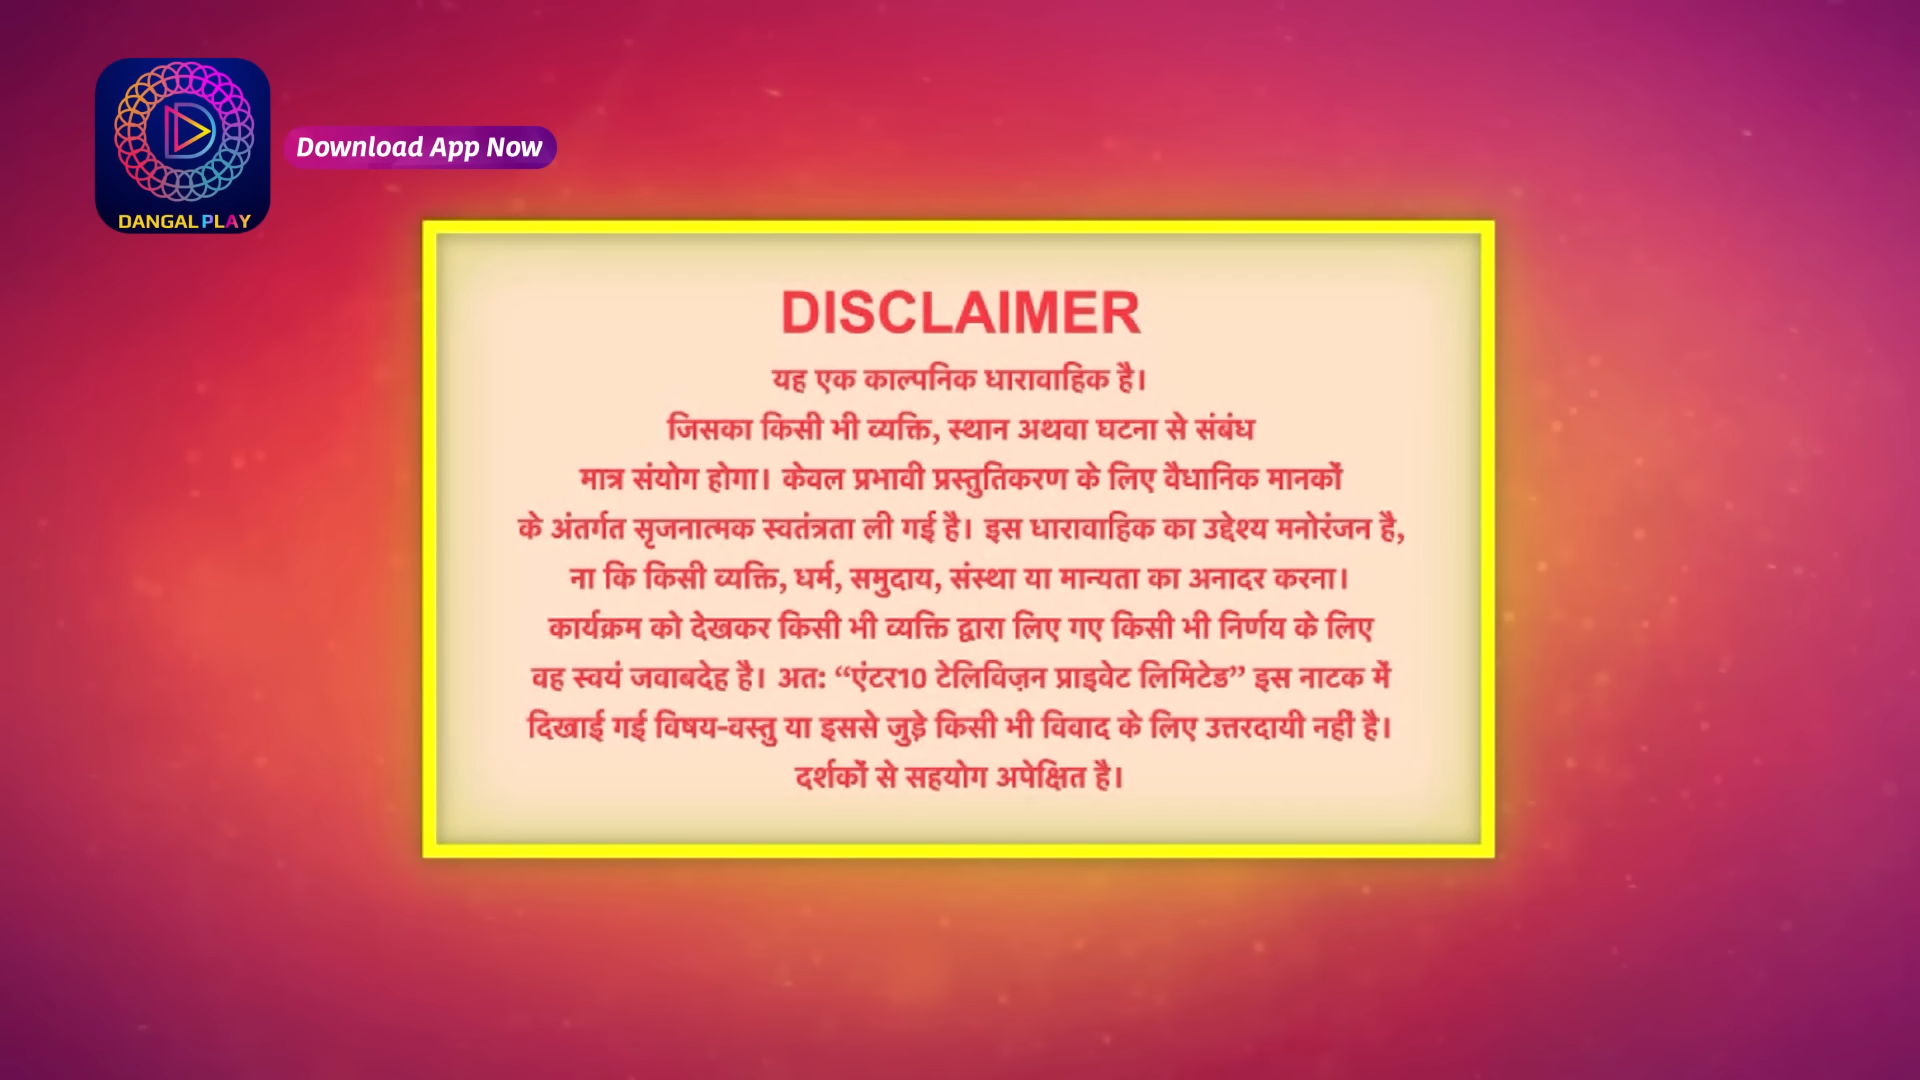 DANGAL PLAY
Download App Now
DISCLAIMER
यह एक काल्पनिक धारावाहिक है।
जिसका किसी भी व्यक्ति, स्थान अथवा घटना से संबंध
मात्र संयोग होगा। केवल प्रभावी प्रस्तुतिकरण के लिए वैधानिक मानकों
के अंतर्गत सृजनात्मक स्वतंत्रता ली गई है। इस धारावाहिक का उद्देश्य मनोरंजन है,
ना कि किसी व्यक्ति, धर्म, समुदाय, संस्था या मान्यता का अनादर करना।
कार्यक्रम को देखकर किसी भी व्यक्ति द्वारा लिए गए किसी भी निर्णय के लिए
वह स्वयं जवाबदेह है। अत: “एंटर10 टेलिविज़न प्राइवेट लिमिटेड” इस नाटक में
दिखाई गई विषय-वस्तु या इससे जुड़े किसी भी विवाद के लिए उत्तरदायी नहीं है।
दर्शकों से सहयोग अपेक्षित है।